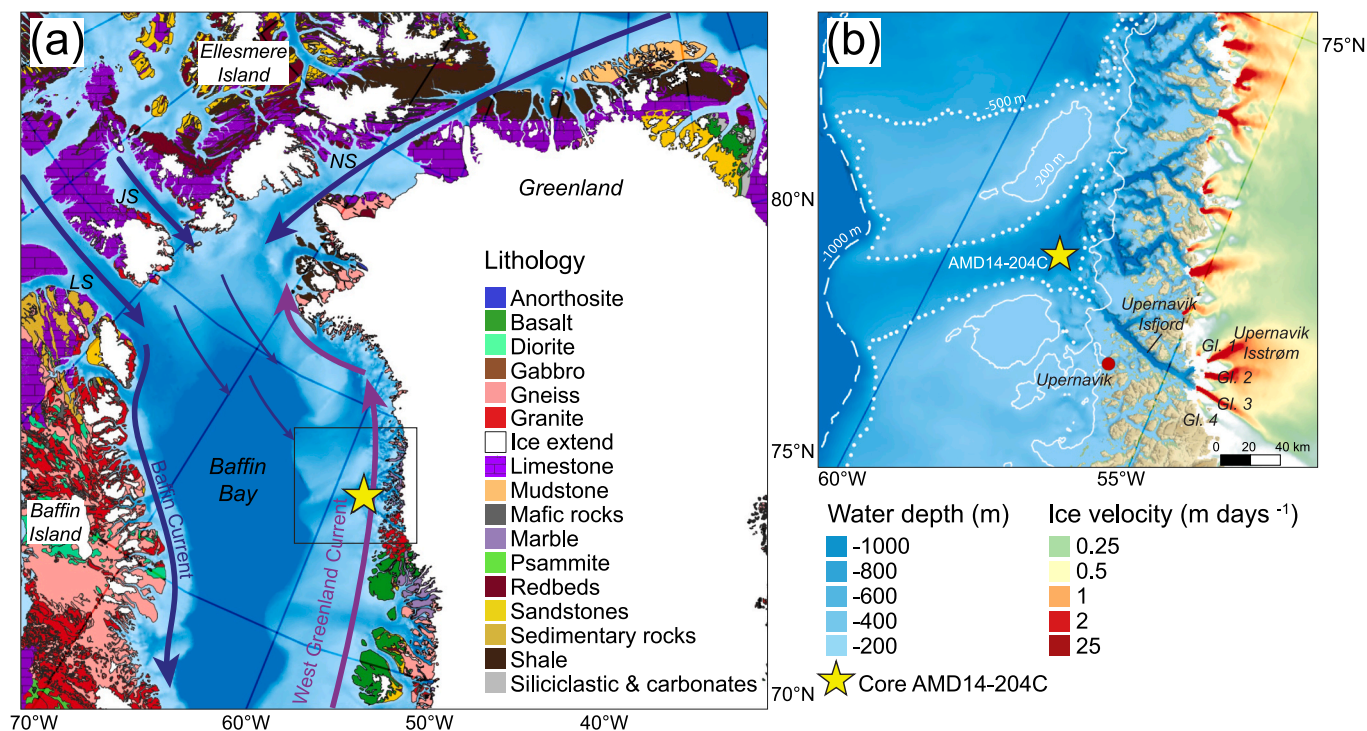 (a)
Ellesmere
Island
NS
JS
LS
Greenland
Baffin
Bay
Baffin
Island
Baffin Current
West Greenland Current
Lithology
Anorthosite
Basalt
Diorite
Gabbro
Gneiss
Granite
Ice extend
Limestone
Mudstone
Mafic rocks
Marble
Psammite
Redbeds
Sandstones
Sedimentary rocks
Shale
Siliciclastic & carbonates
80°N
75°N
70°N
70°W
60°W
50°W
40°W
(b)
75°N
-500 m
-200 m
-1000 m
AMD14-204C
Upernavik
Isfjord
Upernavik
Isstrøm
Gl. 1
Gl. 2
Gl. 3
Gl. 4
Upernavik
0 20 40 km
60°W
55°W
Water depth (m)
-1000
-800
-600
-400
-200
Ice velocity (m days -1)
0.25
0.5
1
2
25
Core AMD14-204C